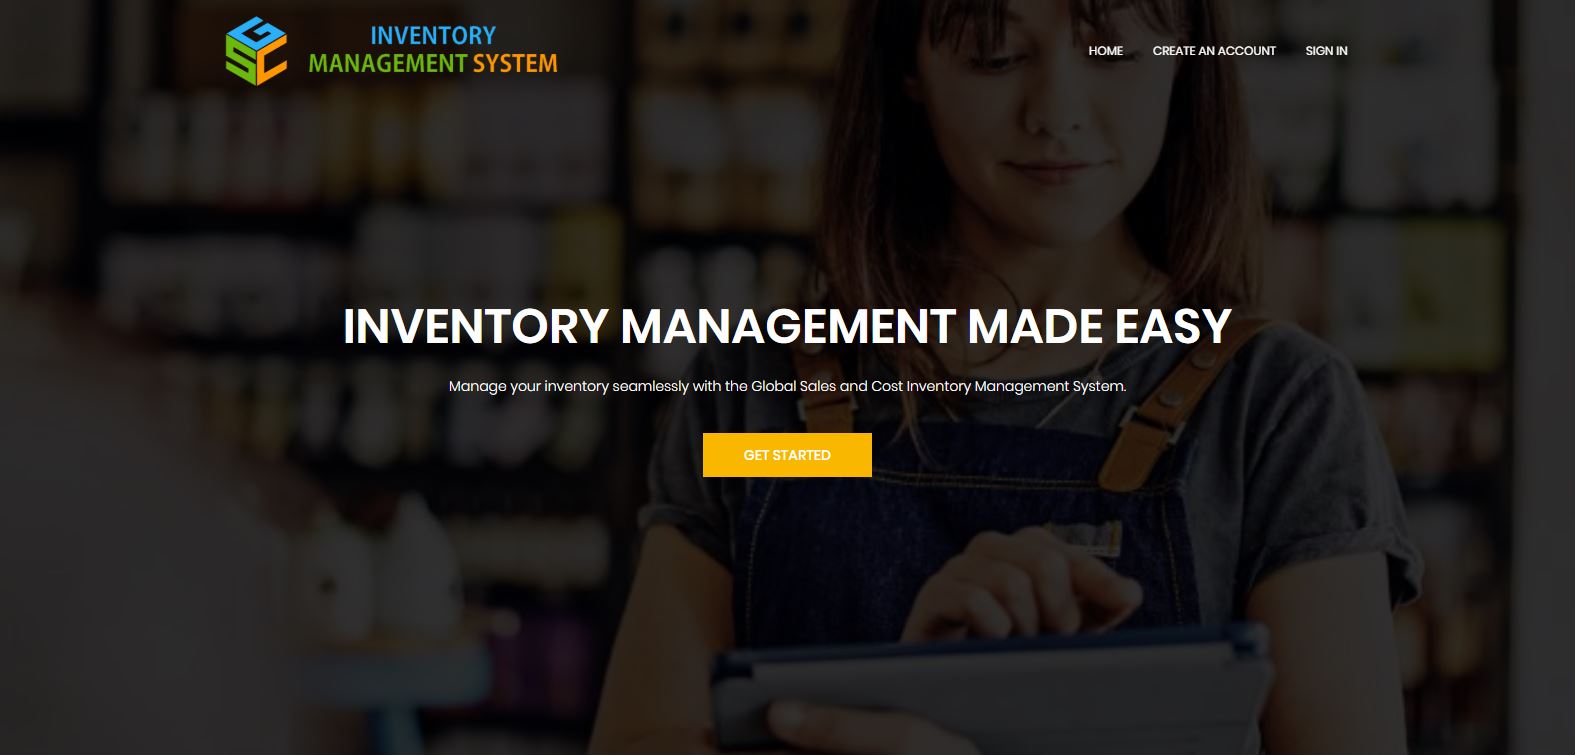 INVENTORY
MANAGEMENT SYSTEM
HOME CREATE AN ACCOUNT SIGN IN
INVENTORY MANAGEMENT MADE EASY
Manage your inventory seamlessly with the Global Sales and Cost Inventory Management System.
GET STARTED